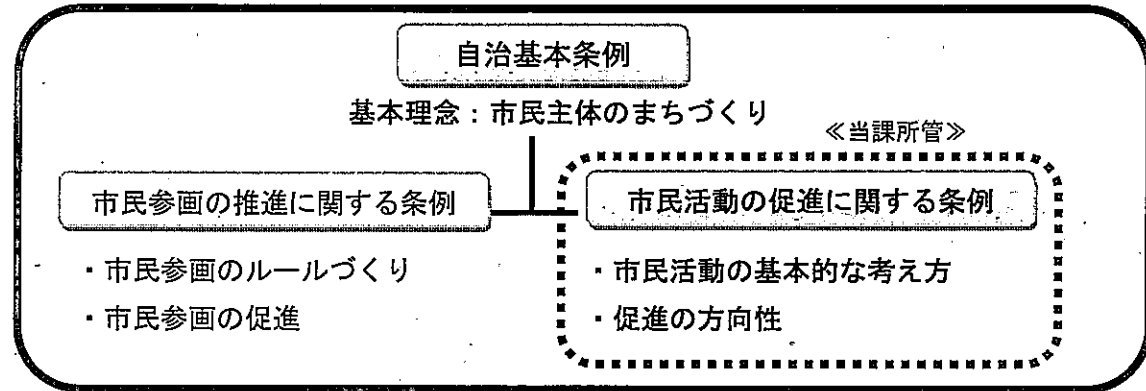 自治基本条例
基本理念：市民主体のまちづくり
≪当課所管≫
市民参画の推進に関する条例
・市民参画のルールづくり
・市民参画の促進
市民活動の促進に関する条例
・市民活動の基本的な考え方
・促進の方向性